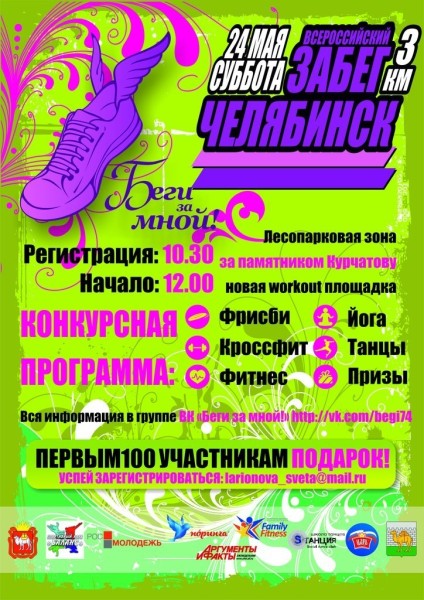 24 МАЯ
СУББОТА
ВСЕРОССИЙСКИЙ
ЗАБЕГ
3
КМ
ЧЕЛЯБИНСК
Беги
за
мной!
Лесопарковая зона
Регистрация: 10.30
за памятником Курчатову
Начало: 12.00
новая workout площадка
КОНКУРСНАЯ
ПРОГРАММА:
Фрисби
Йога
Кроссфит
Танцы
Фитнес
Призы
Вся информация в группе ВК «Беги за мной!» http://vk.com/begi74
ПЕРВЫМ100 УЧАСТНИКАМ ПОДАРОК!
УСПЕЙ ЗАРЕГИСТРИРОВАТЬСЯ: larionova_sveta@mail.ru
РОС
МОЛОДЕЖЬ
Family
Fitness
АРГУМЕНТЫ
И ФАКТЫ